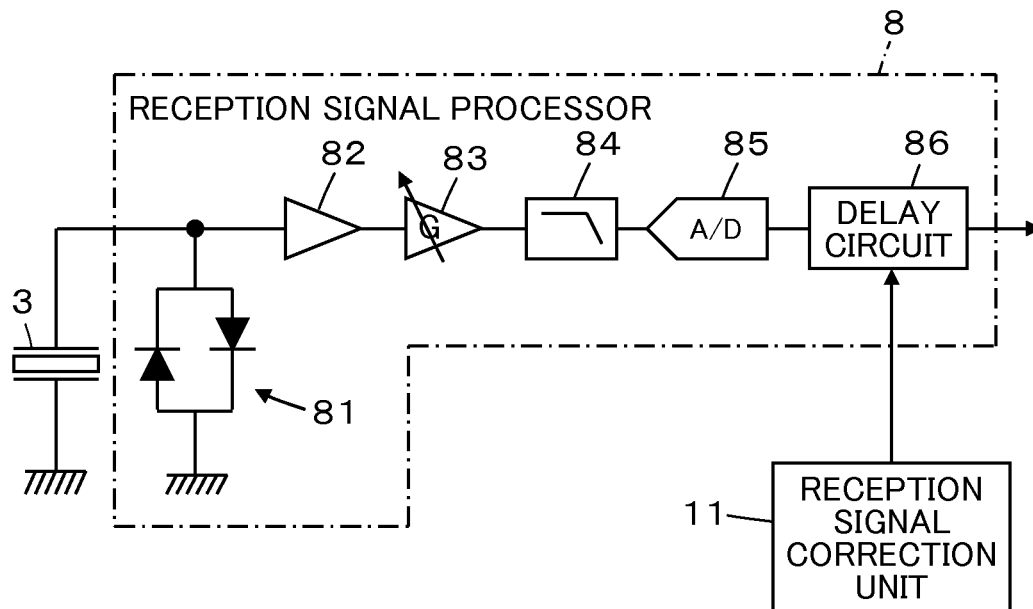 8
RECEPTION SIGNAL PROCESSOR
82
83
84
85
86
G
A/D
DELAY
CIRCUIT
3
81
11
RECEPTION
SIGNAL
CORRECTION
UNIT